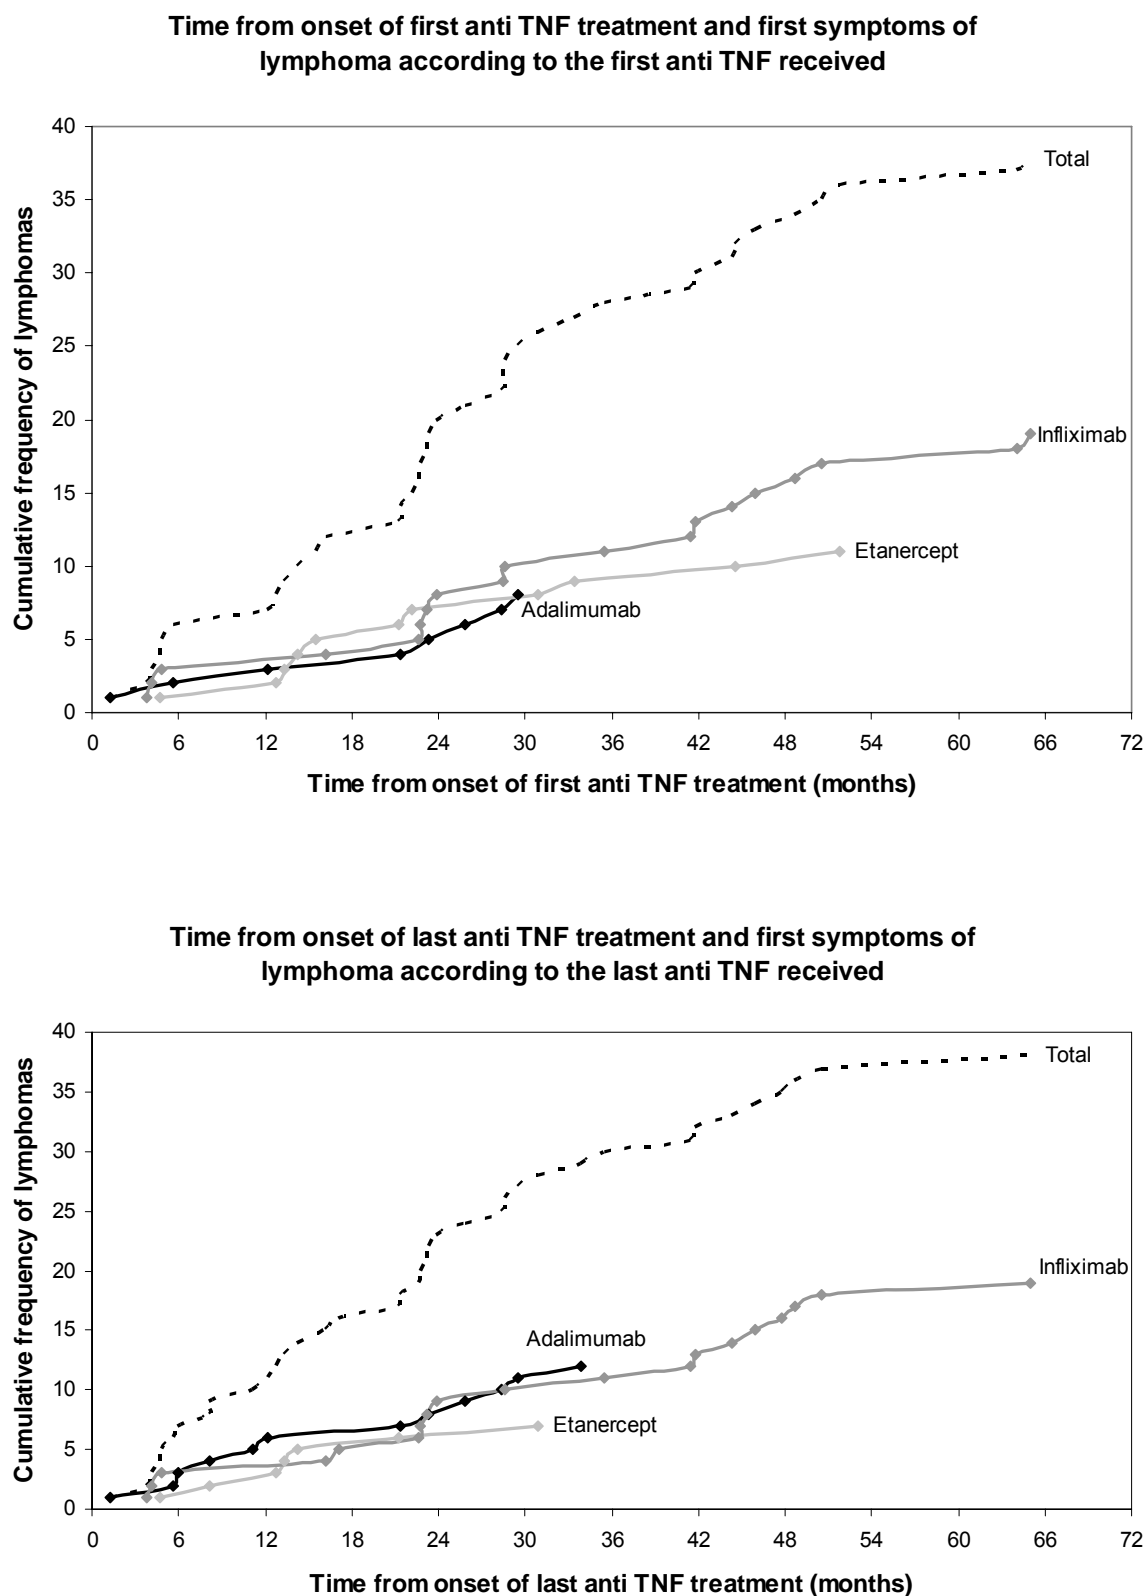 Time from onset of first anti TNF treatment and first symptoms of
lymphoma according to the first anti TNF received
40
35
30
25
20
15
10
5
0
Cumulative frequency of lymphomas
Total
Infliximab
Etanercept
Adalimumab
0 6 12 18 24 30 36 42 48 54 60 66 72
Time from onset of first anti TNF treatment (months)
Time from onset of last anti TNF treatment and first symptoms of
lymphoma according to the last anti TNF received
40
35
30
25
20
15
10
5
0
Cumulative frequency of lymphomas
Total
Infliximab
Adalimumab
Etanercept
0 6 12 18 24 30 36 42 48 54 60 66 72
Time from onset of last anti TNF treatment (months)